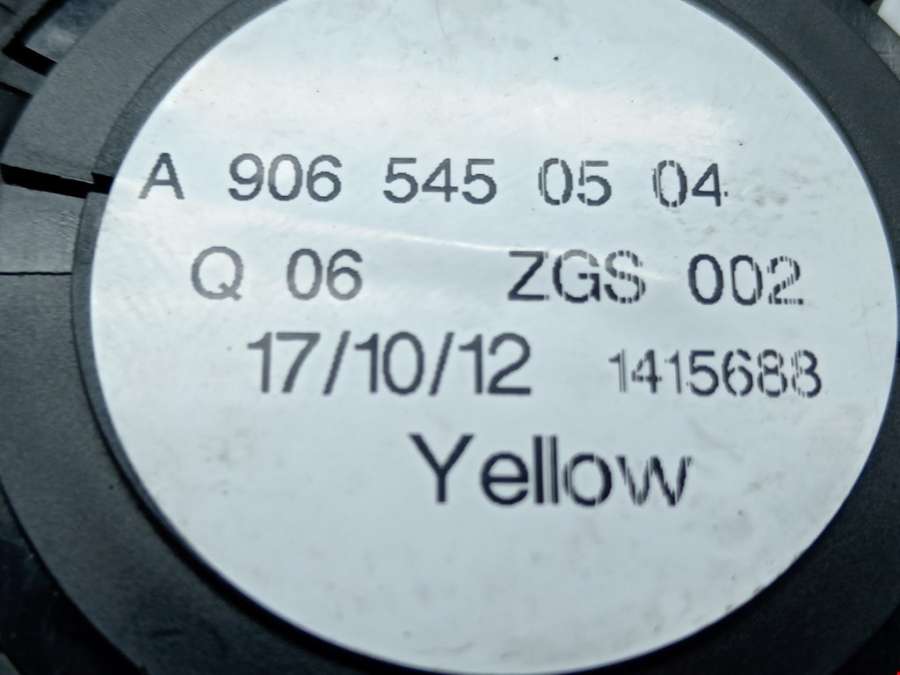 A 906 545 05 04
Q 06 ZGS 002
17/10/12 1415688
Yellow